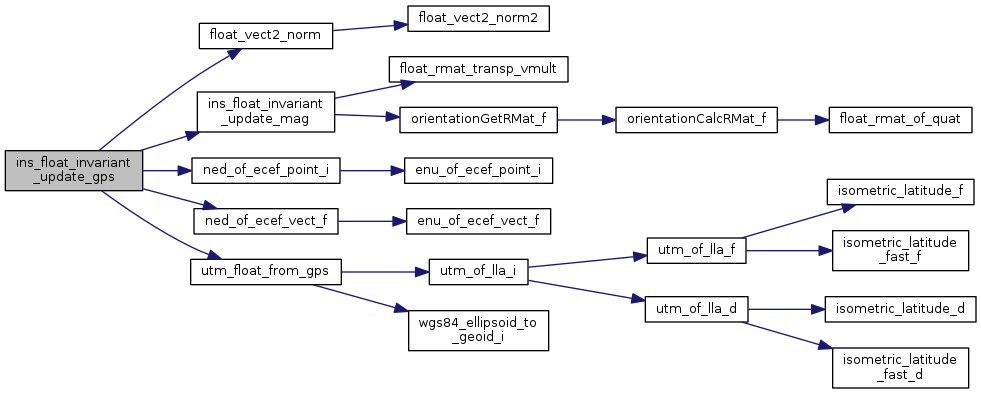 ins_float_invariant
_update_gps
float_vect2_norm
float_vect2_norm2
ins_float_invariant
_update_mag
float_rmat_transp_vmult
orientationGetRMat_f
orientationCalcRMat_f
float_rmat_of_quat
ned_of_ecef_point_i
enu_of_ecef_point_i
ned_of_ecef_vect_f
enu_of_ecef_vect_f
utm_float_from_gps
utm_of_lla_i
wgs84_ellipsoid_to
_geoid_i
utm_of_lla_f
isometric_latitude_f
isometric_latitude
_fast_f
utm_of_lla_d
isometric_latitude_d
isometric_latitude
_fast_d